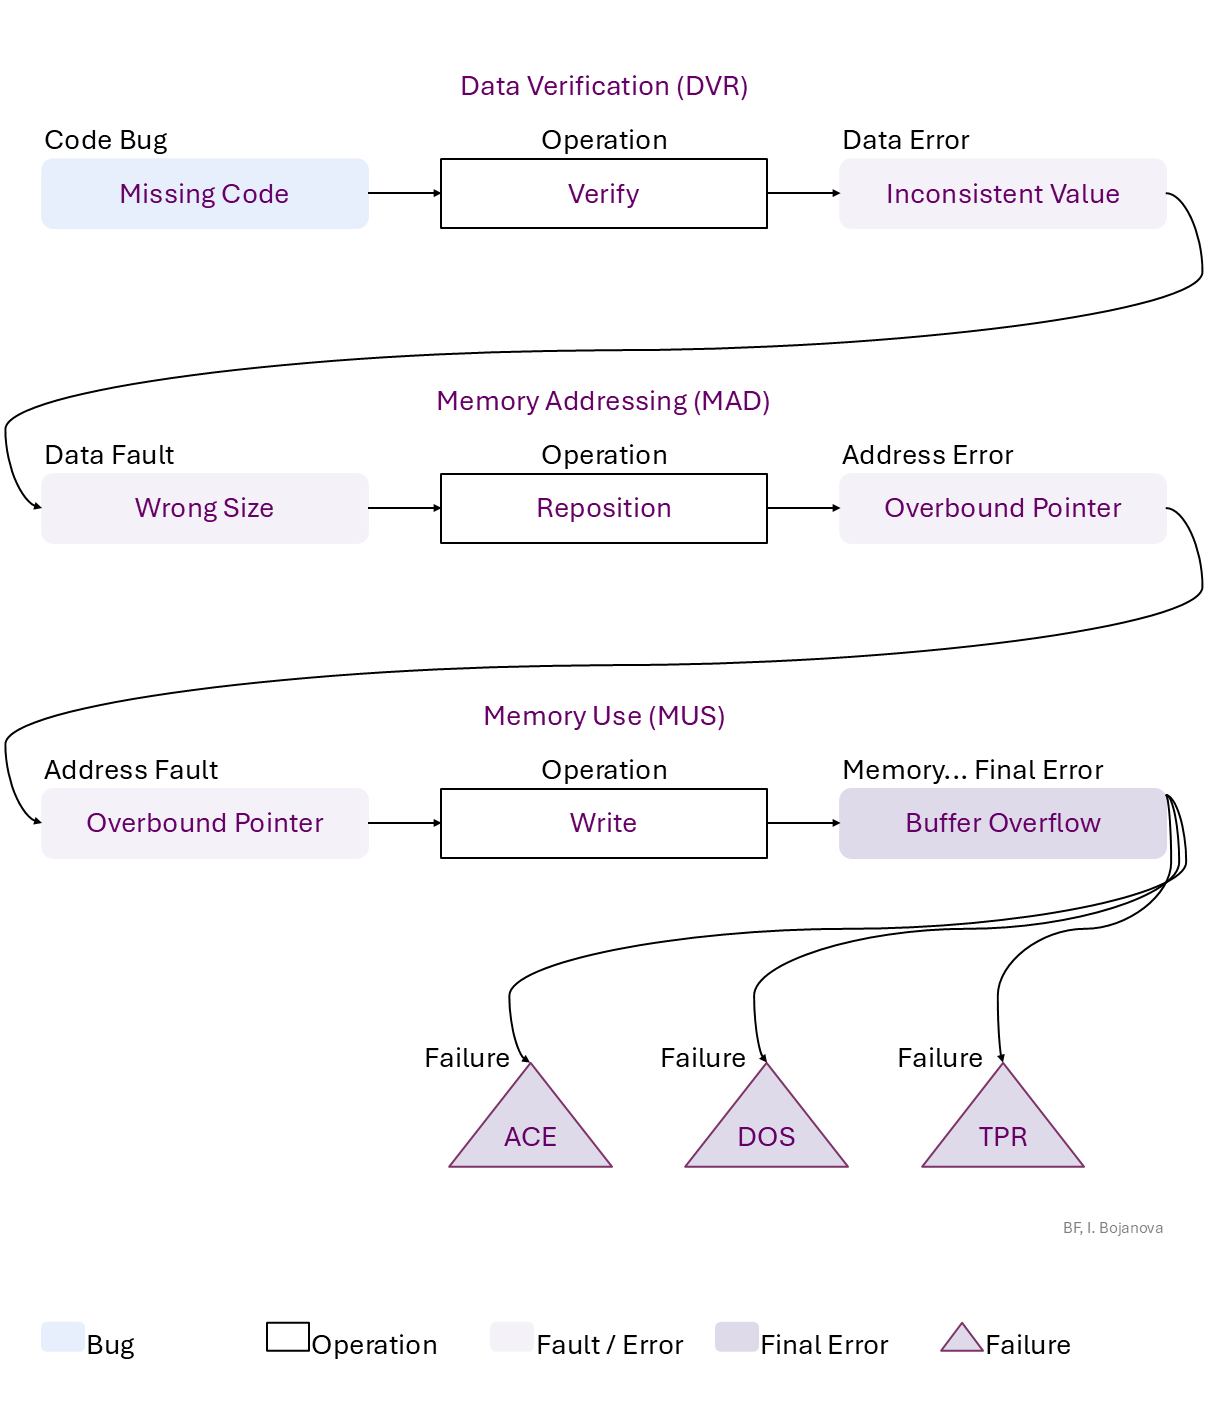 Data Verification (DVR)
Code Bug
Operation
Data Error
Missing Code
Verify
Inconsistent Value
Memory Addressing (MAD)
Data Fault
Operation
Address Error
Wrong Size
Reposition
Overbound Pointer
Memory Use (MUS)
Address Fault
Operation
Memory... Final Error
Overbound Pointer
Write
Buffer Overflow
Failure
Failure
Failure
ACE
DOS
TPR
BF, I. Bojanova
Bug
Operation
Fault / Error
Final Error
Failure